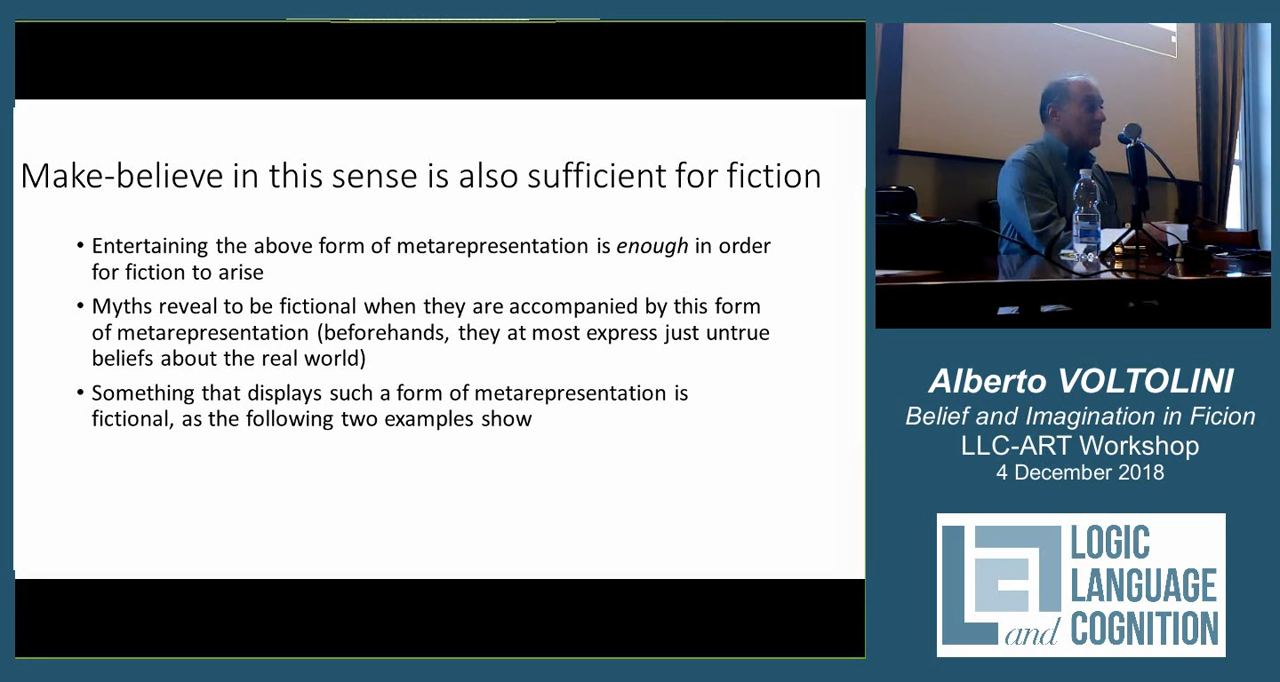 Make-believe in this sense is also sufficient for fiction
• Entertaining the above form of metarepresentation is enough in order
for fiction to arise
• Myths reveal to be fictional when they are accompanied by this form
of metarepresentation (beforehands, they at most express just untrue
beliefs about the real world)
• Something that displays such a form of metarepresentation is
fictional, as the following two examples show
Alberto VOLTOLINI
Belief and Imagination in Ficion
LLC-ART Workshop
4 December 2018
LOGIC
LANGUAGE
and COGNITION